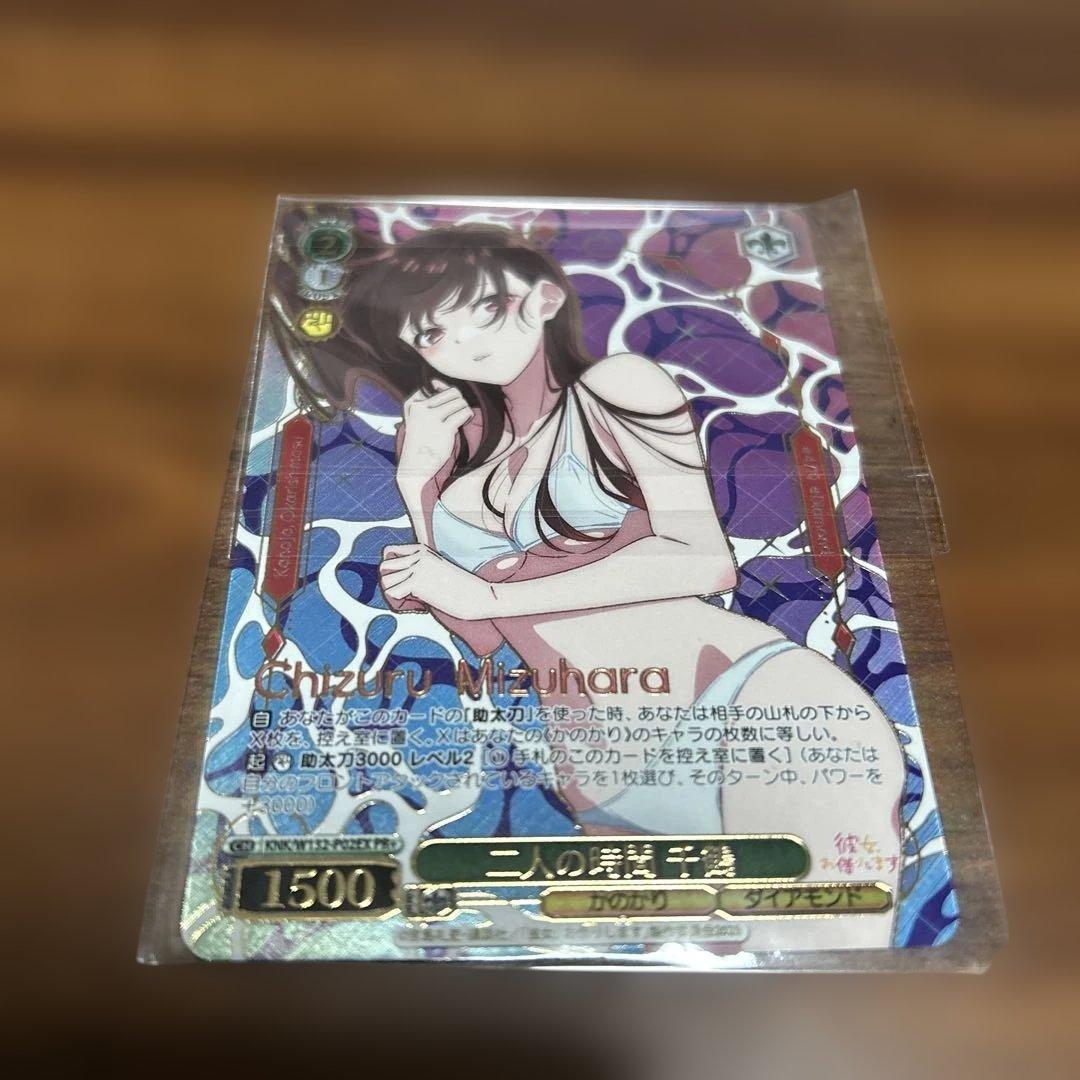 2
1
Kanojo, Okarishimasu
Chizuru Mizuhara
自 あなたがこのカードの「助太刀」を使った時、あなたは相手の山札の下から
X枚を、控え室に置く。Xはあなたの《かのかり》のキャラの枚数に等しい。
起 助太刀3000 レベル2 [① 手札のこのカードを控え室に置く] (あなたは
自分のフロントアタックされているキャラを1枚選び、そのターン中、パワーを
+3000)
KNK/W132-P02EX PR+
二人の時間 千鶴
彼女、
お借りします
1500
かのかり
ダイアモンド